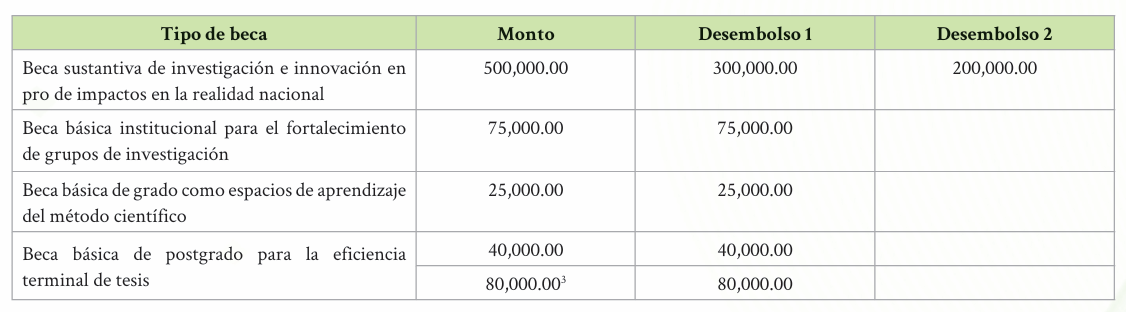 Tipo de beca Monto Desembolso 1 Desembolso 2
Beca sustantiva de investigación e innovación en 500,000.00 300,000.00 200,000.00
pro de impactos en la realidad nacional
Beca básica institucional para el fortalecimiento 75,000.00 75,000.00
de grupos de investigación
Beca básica de grado como espacios de aprendizaje 25,000.00 25,000.00
del método científico
Beca básica de postgrado para la eficiencia 40,000.00 40,000.00
terminal de tesis 80,000.00³ 80,000.00